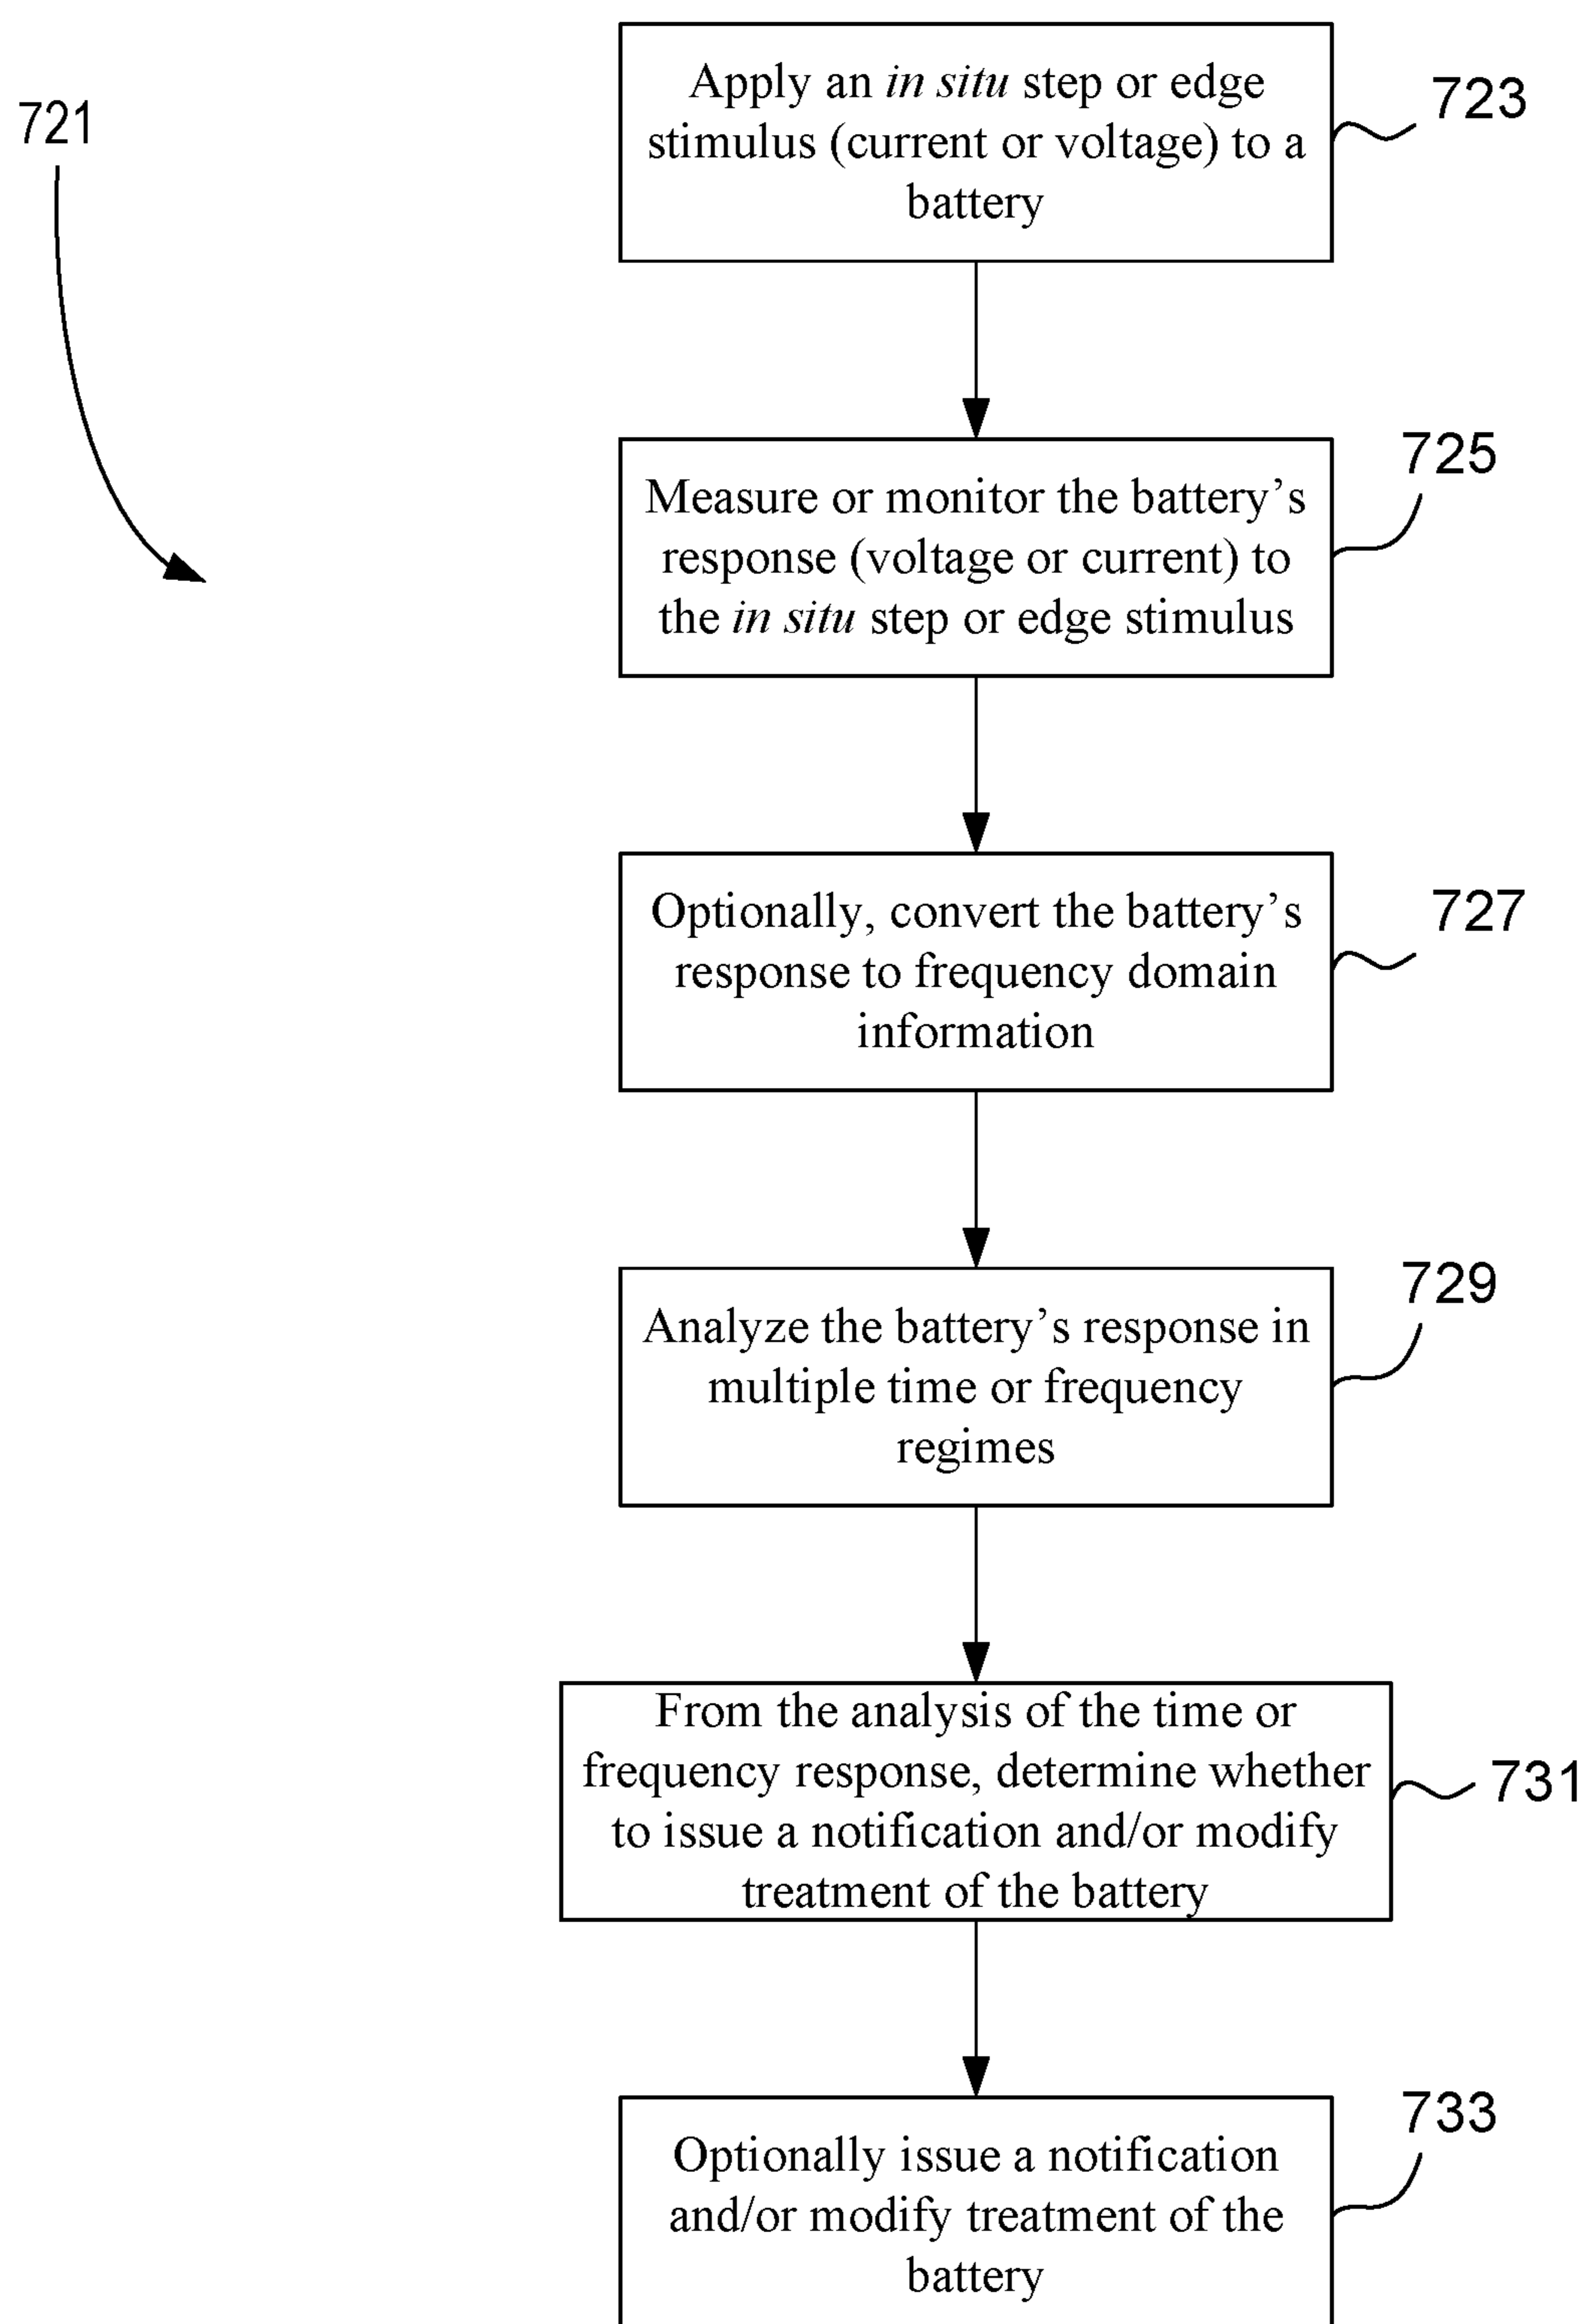 721
Apply an in situ step or edge
stimulus (current or voltage) to a
battery
723
Measure or monitor the battery’s
response (voltage or current) to
the in situ step or edge stimulus
725
Optionally, convert the battery’s
response to frequency domain
information
727
Analyze the battery’s response in
multiple time or frequency
regimes
729
From the analysis of the time or
frequency response, determine whether
to issue a notification and/or modify
treatment of the battery
731
Optionally issue a notification
and/or modify treatment of the
battery
733